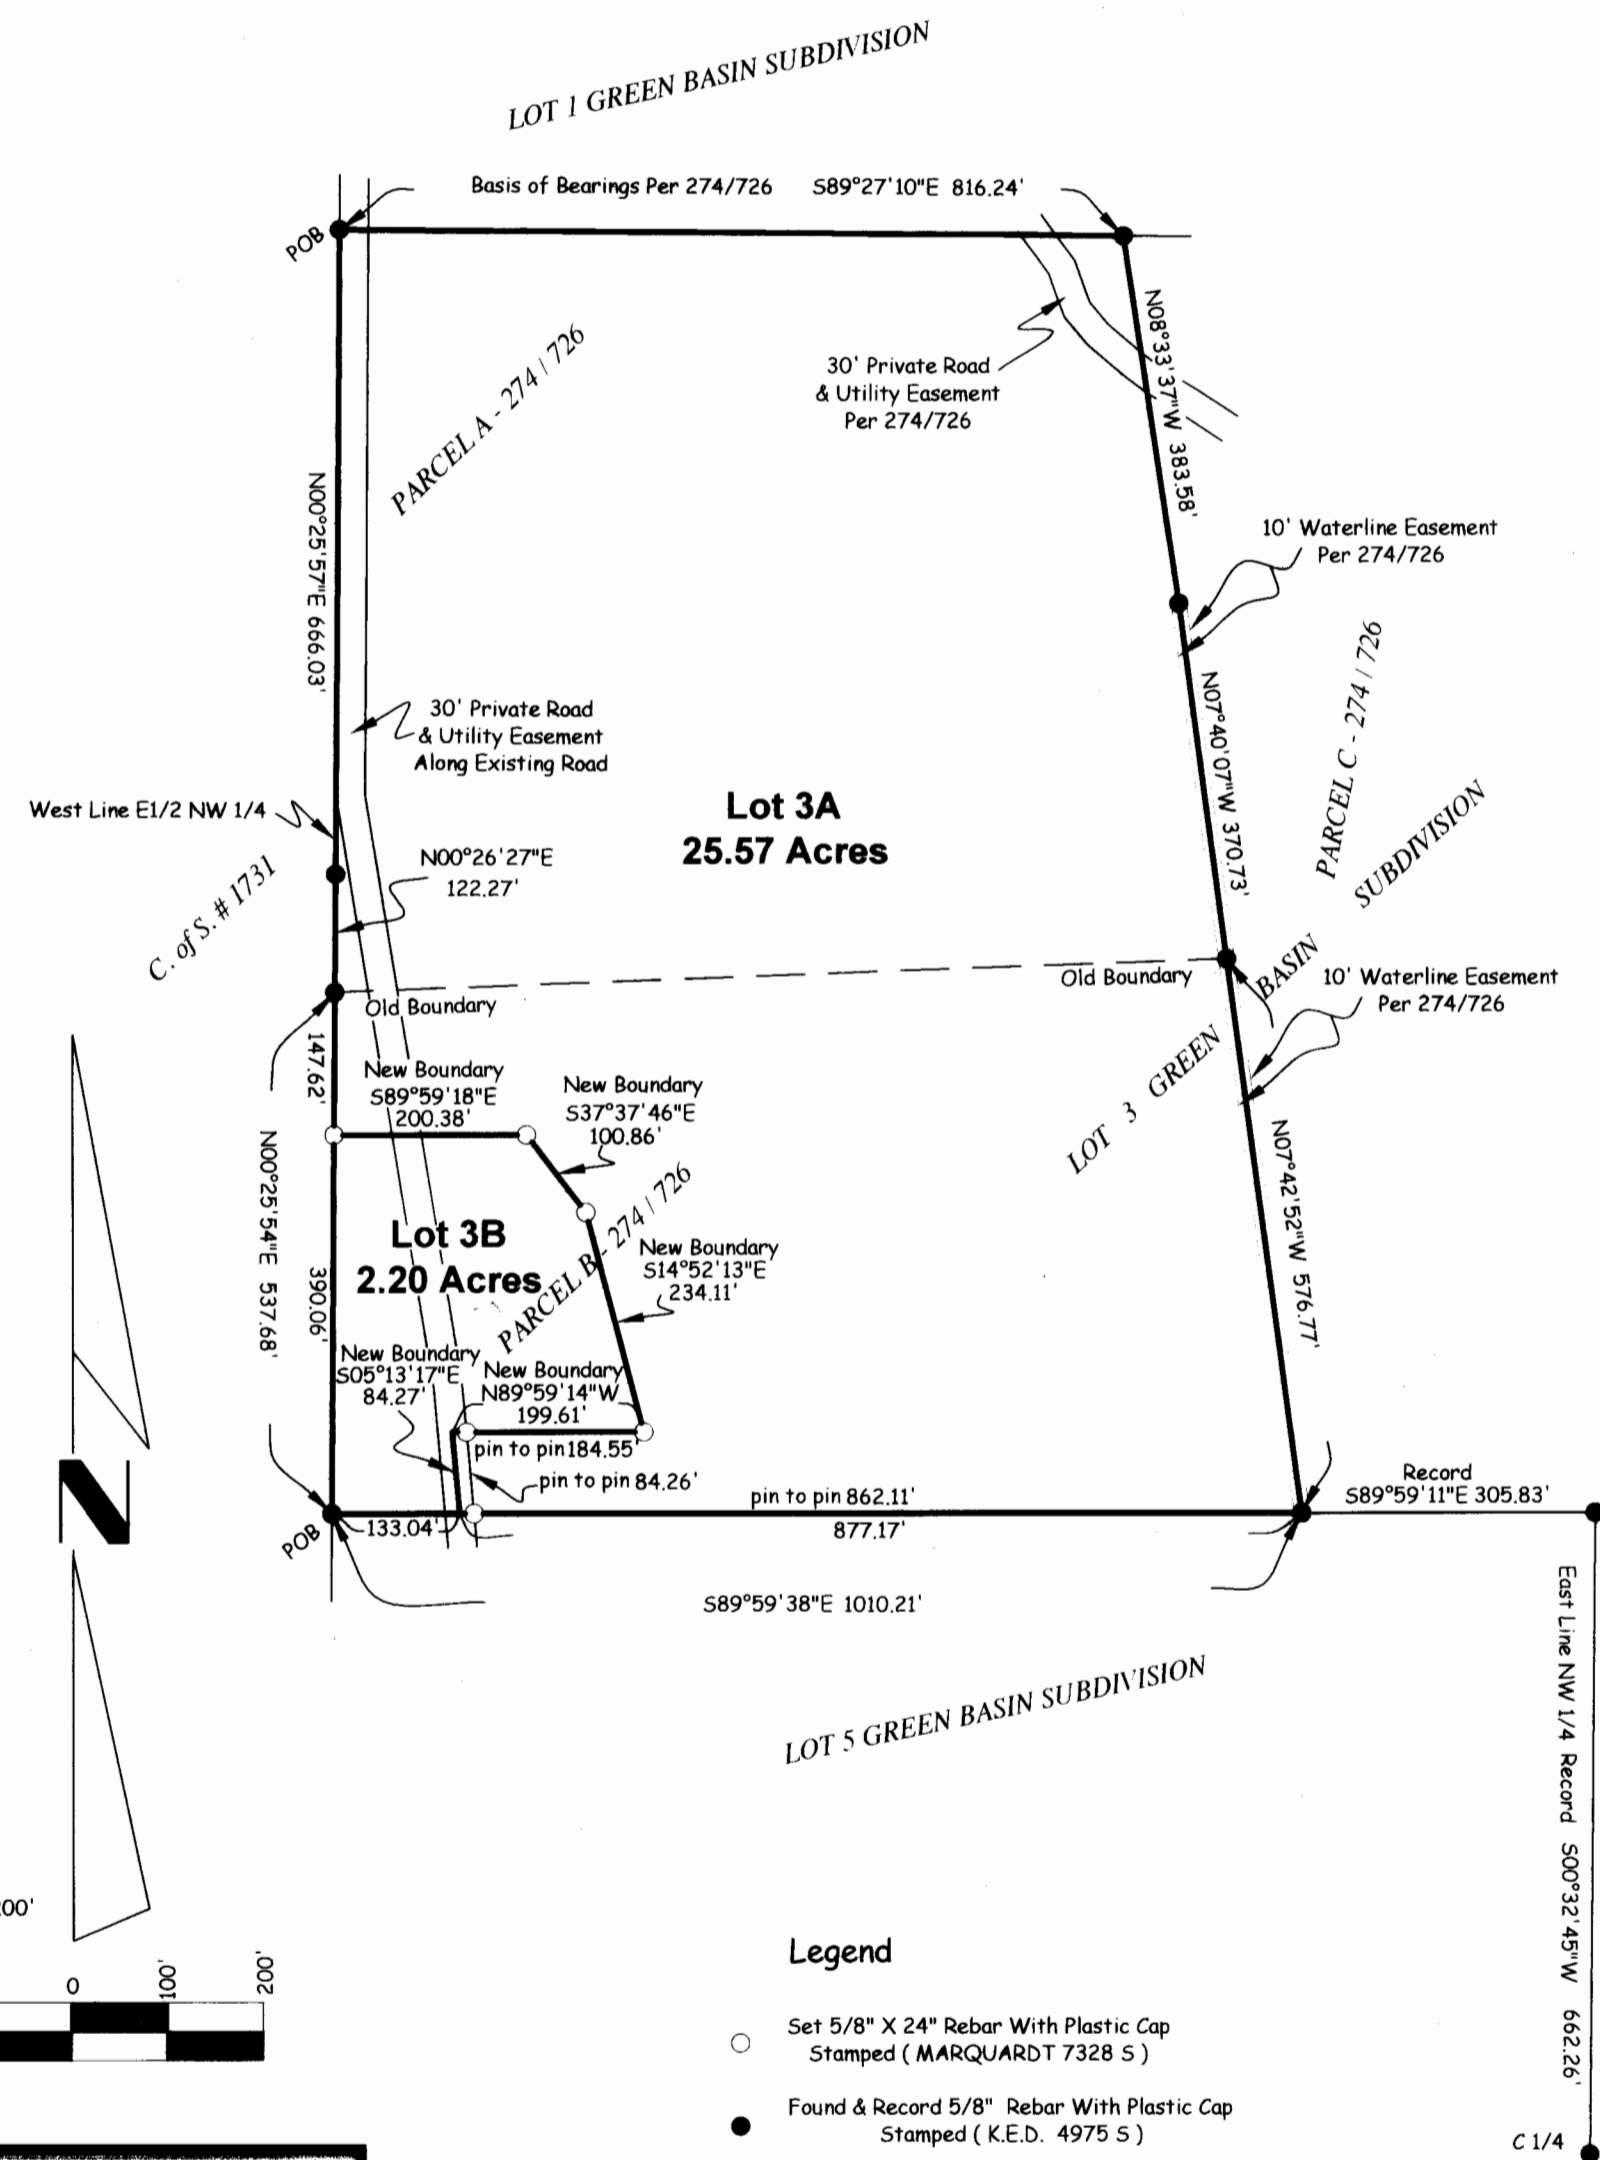 LOT 1 GREEN BASIN SUBDIVISION
Basis of Bearings Per 274/726 S89°27'10"E 816.24'
POB
N08°33'37"W 383.58'
PARCEL A - 274 / 726
30' Private Road
& Utility Easement
Per 274/726
N00°25'57"E 666.03'
10' Waterline Easement
Per 274/726
PARCEL C - 274 / 726
N07°40'07"W 370.73'
30' Private Road
& Utility Easement
Along Existing Road
West Line E1/2 NW 1/4
Lot 3A
25.57 Acres
N00°26'27"E
122.27'
C. of S. # 1731
LOT 3 GREEN BASIN SUBDIVISION
Old Boundary
Old Boundary
10' Waterline Easement
Per 274/726
147.62'
New Boundary
S89°59'18"E
200.38'
New Boundary
S37°37'46"E
100.86'
N07°42'52"W 576.77'
N00°25'54"E 537.68'
PARCEL B - 274 / 726
Lot 3B
2.20 Acres
New Boundary
S14°52'13"E
234.11'
390.06'
New Boundary
S05°13'17"E
84.27'
New Boundary
N89°59'14"W
199.61'
pin to pin 184.55'
pin to pin 84.26'
pin to pin 862.11'
Record
S89°59'11"E 305.83'
POB
133.04'
877.17'
S89°59'38"E 1010.21'
N
LOT 5 GREEN BASIN SUBDIVISION
East Line NW 1/4 Record S00°32'45"W 662.26'
00'
0 100' 200'
Legend
Set 5/8" X 24" Rebar With Plastic Cap
Stamped ( MARQUARDT 7328 S )
Found & Record 5/8" Rebar With Plastic Cap
Stamped ( K.E.D. 4975 S )
C 1/4